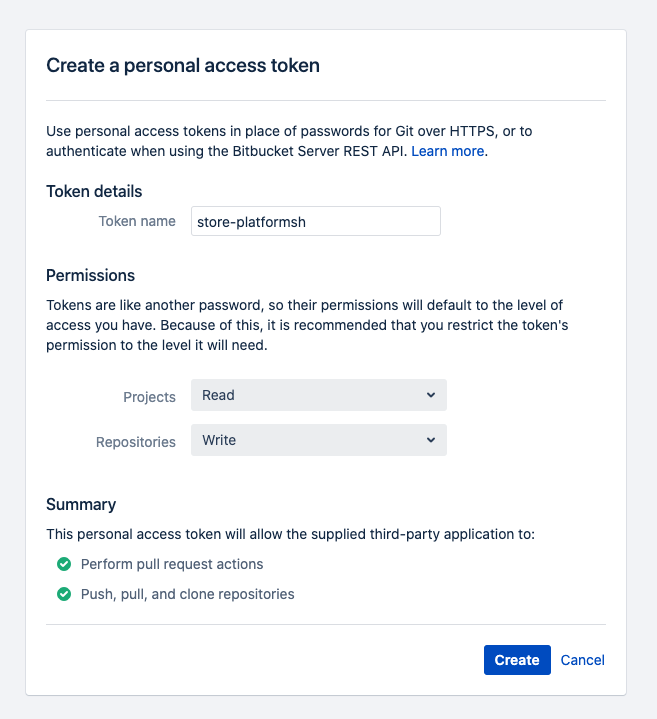 Create a personal access token
Use personal access tokens in place of passwords for Git over HTTPS, or to
authenticate when using the Bitbucket Server REST API. Learn more.
Token details
Token name store-platformsh
Permissions
Tokens are like another password, so their permissions will default to the level of
access you have. Because of this, it is recommended that you restrict the token's
permission to the level it will need.
Projects Read
Repositories Write
Summary
This personal access token will allow the supplied third-party application to:
Perform pull request actions
Push, pull, and clone repositories
Create Cancel